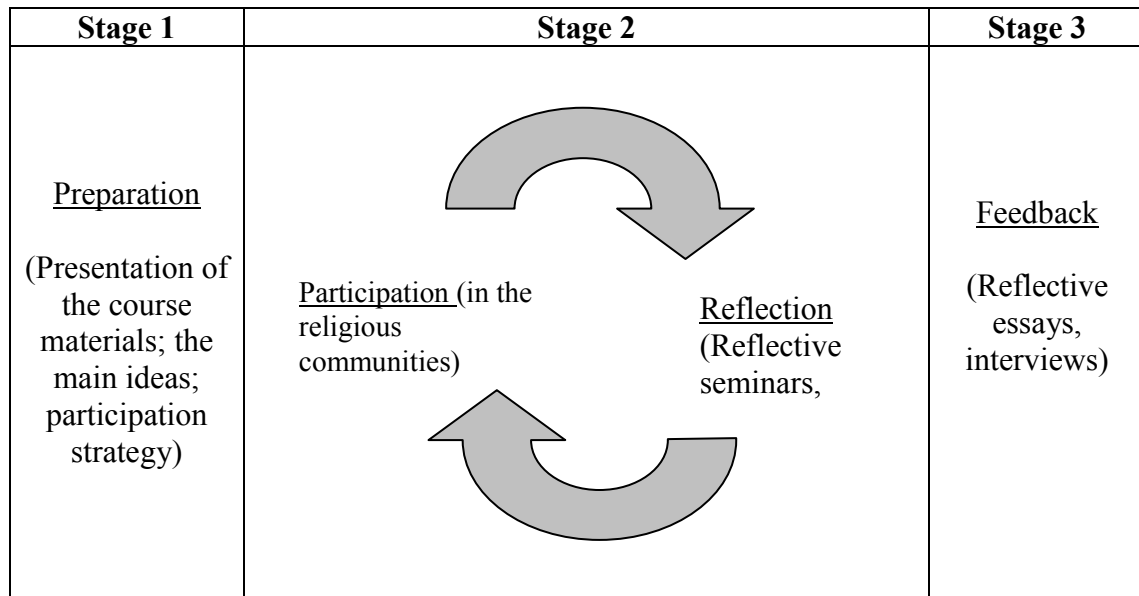 Stage 1
Stage 2
Stage 3
Preparation
(Presentation of
the course
materials; the
main ideas;
participation
strategy)
Participation (in the
religious
communities)
Reflection
(Reflective
seminars,
Feedback
(Reflective
essays,
interviews)